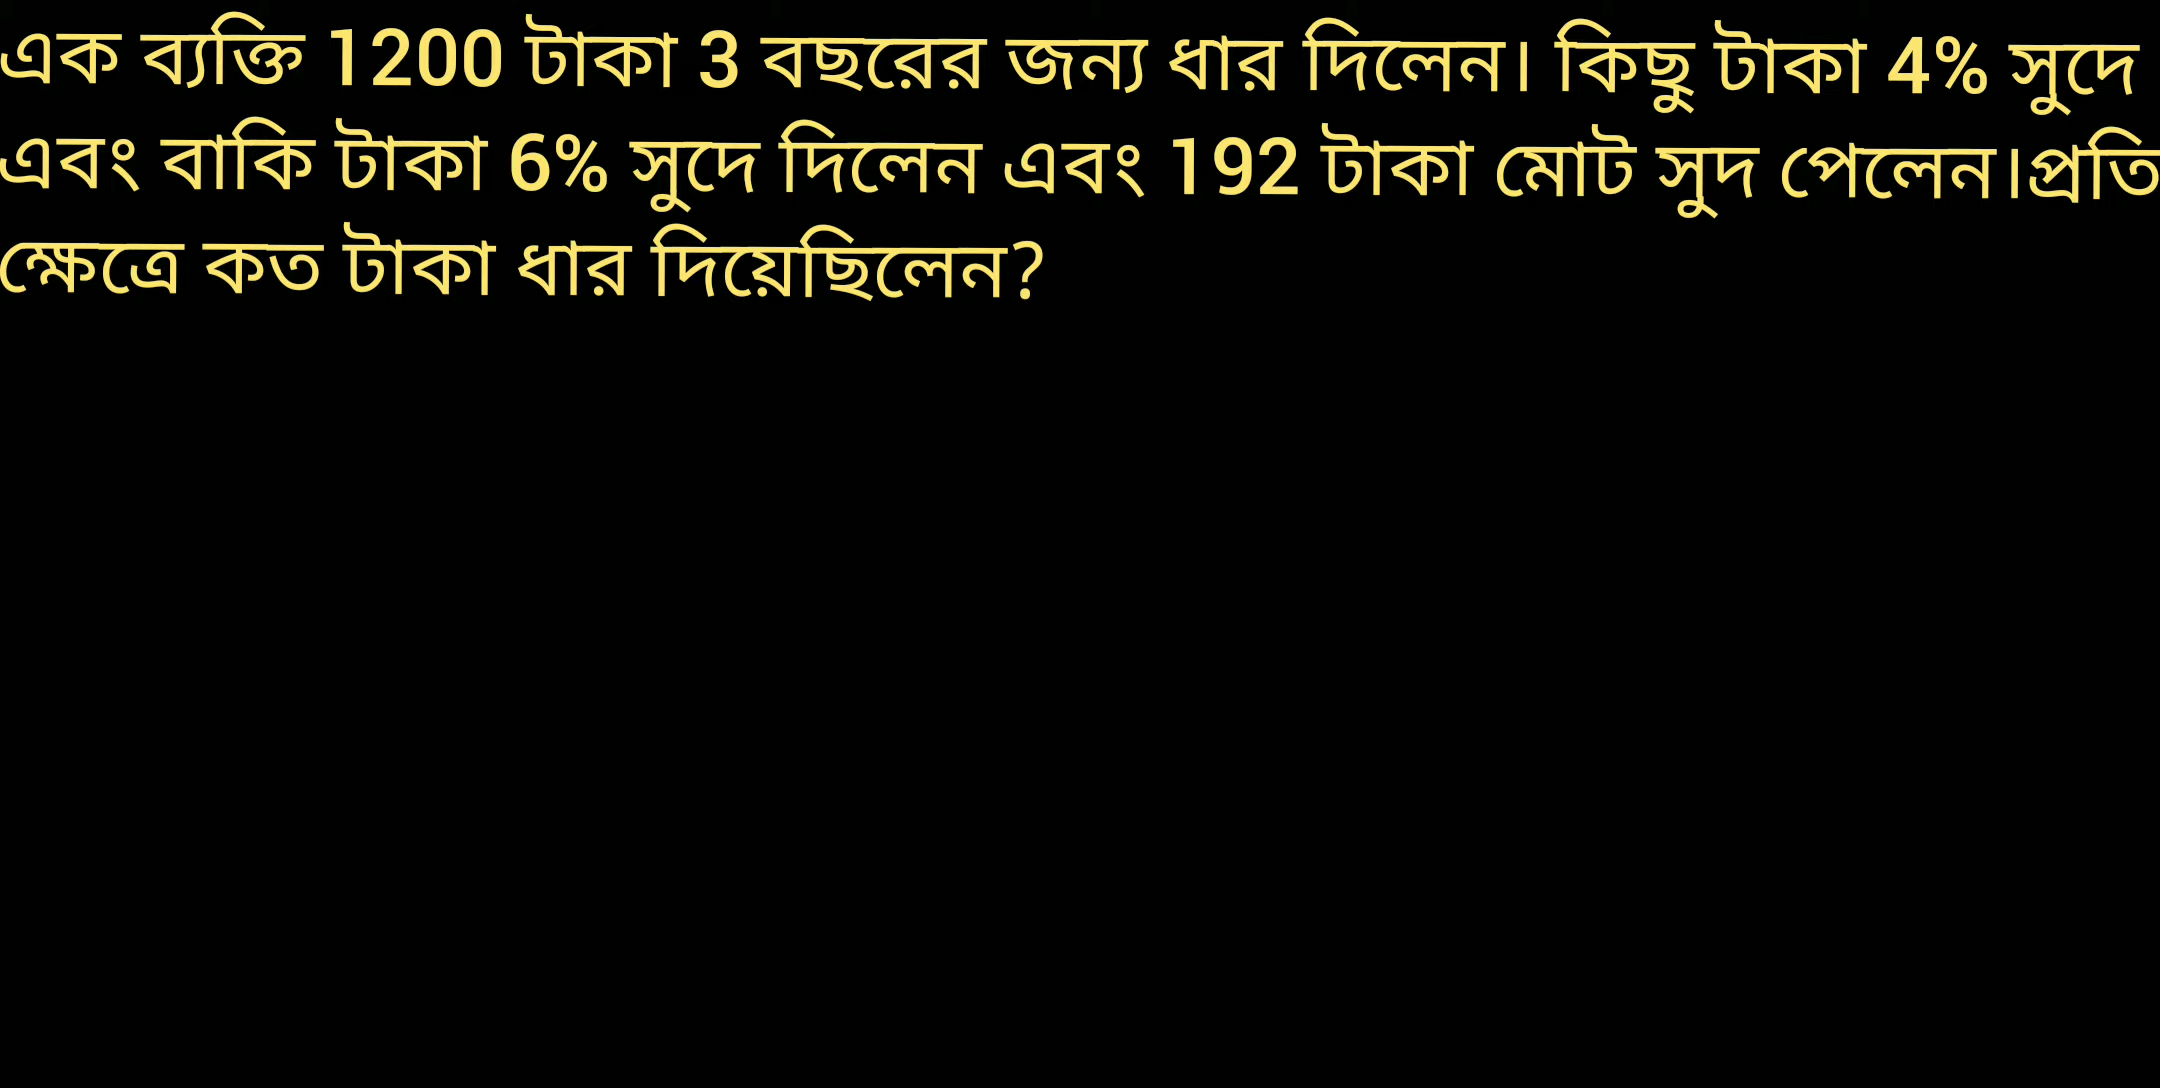 এক ব্যক্তি 1200 টাকা 3 বছরের জন্য ধার দিলেন। কিছু টাকা 4% সুদে
এবং বাকি টাকা 6% সুদে দিলেন এবং 192 টাকা মোট সুদ পেলেন।প্রতি
ক্ষেত্রে কত টাকা ধার দিয়েছিলেন?